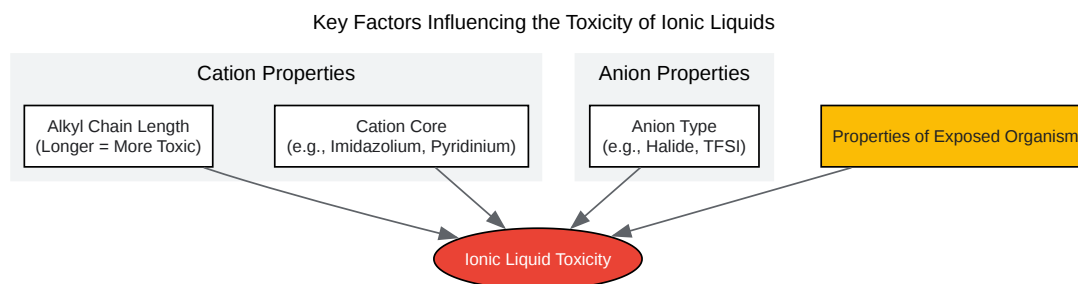 Key Factors Influencing the Toxicity of Ionic Liquids
Cation Properties
Anion Properties
Alkyl Chain Length
(Longer = More Toxic)
Cation Core
(e.g., Imidazolium, Pyridinium)
Anion Type
(e.g., Halide, TFSI)
Properties of Exposed Organism
Ionic Liquid Toxicity